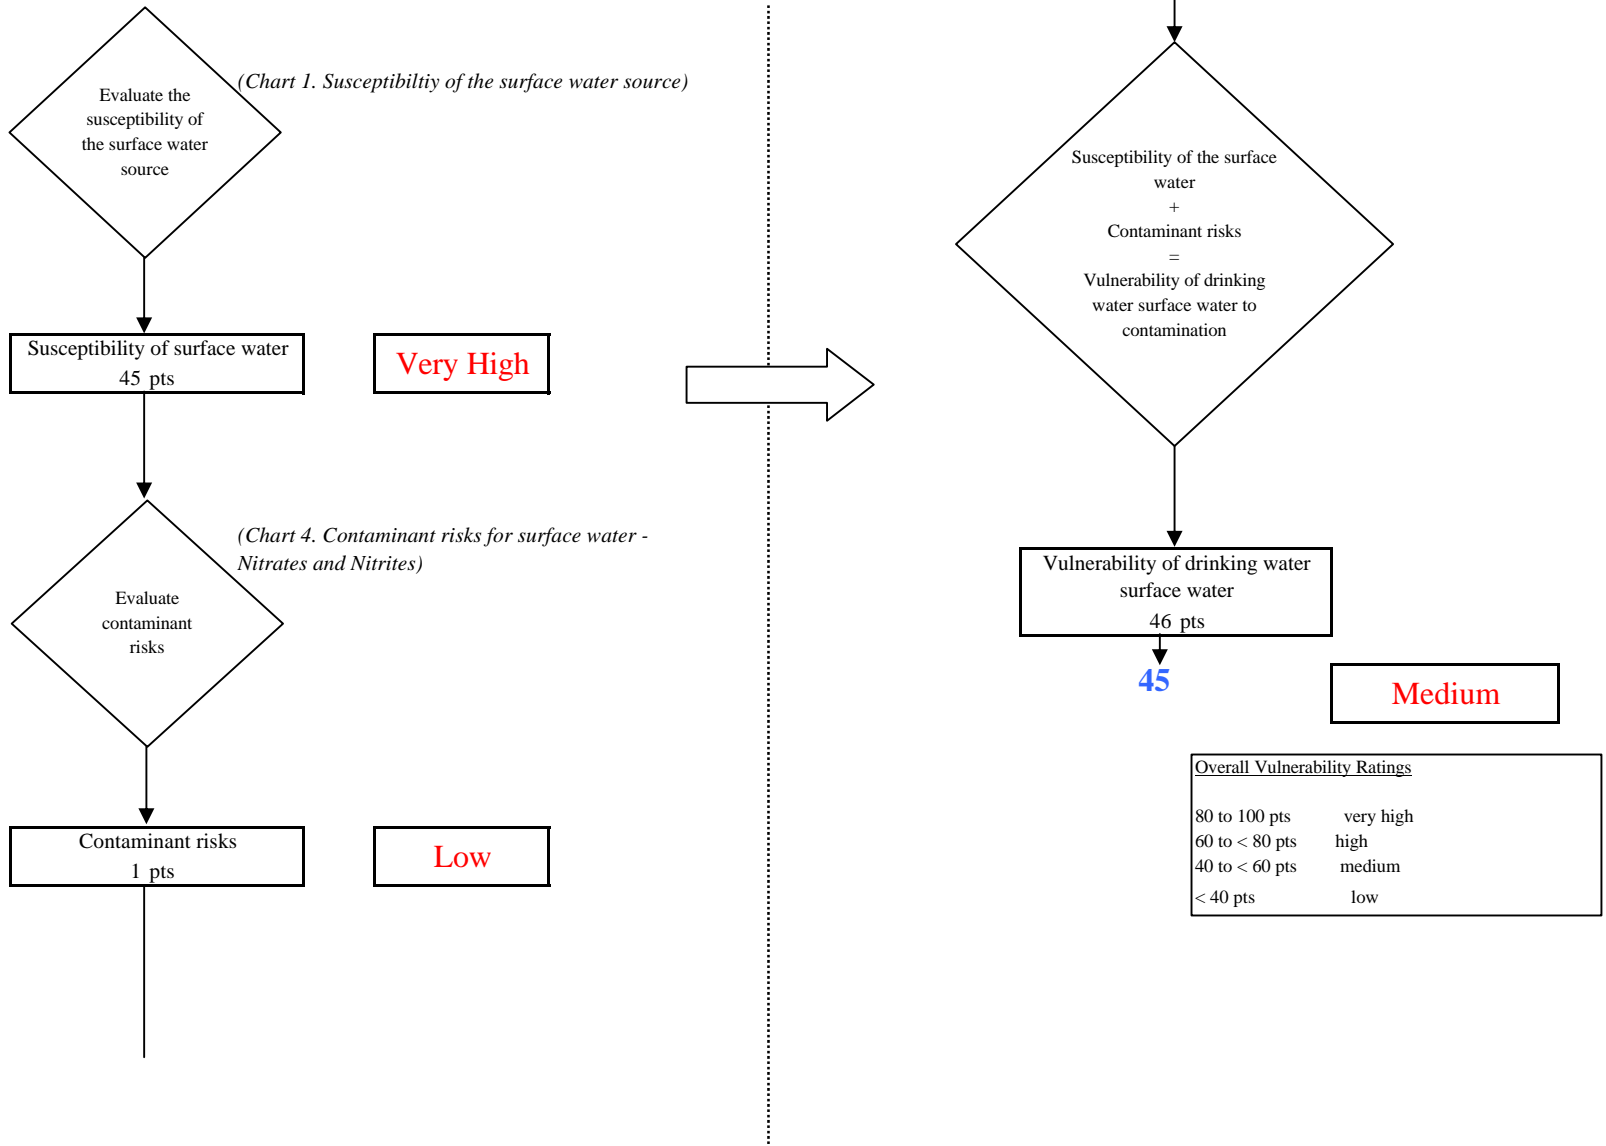 Evaluate the
susceptibility of
the surface water
source
(Chart 1. Susceptibiltiy of the surface water source)
Susceptibility of surface water
45 pts
Very High
Evaluate
contaminant
risks
(Chart 4. Contaminant risks for surface water -
Nitrates and Nitrites)
Contaminant risks
1 pts
Low
Susceptibility of the surface
water
+
Contaminant risks
=
Vulnerability of drinking
water surface water to
contamination
Vulnerability of drinking water
surface water
46 pts
45
Medium
Overall Vulnerability Ratings
80 to 100 pts very high
60 to < 80 pts high
40 to < 60 pts medium
< 40 pts low